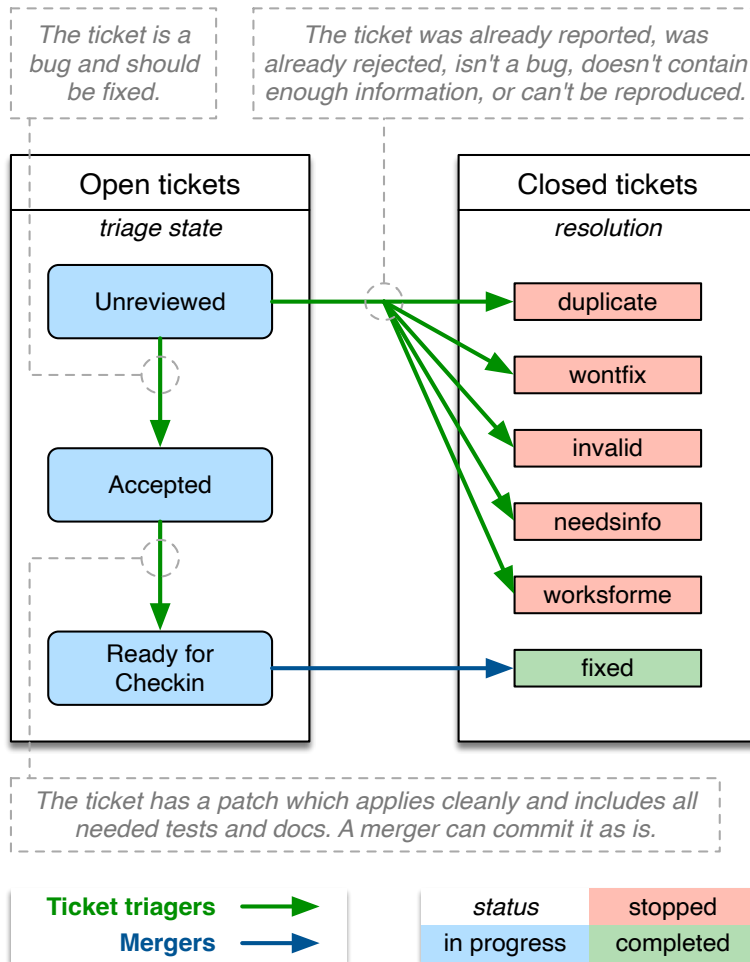 The ticket is a
bug and should
be fixed.
The ticket was already reported, was
already rejected, isn't a bug, doesn't contain
enough information, or can't be reproduced.
Open tickets
triage state
Unreviewed
Accepted
Ready for
Checkin
Closed tickets
resolution
duplicate
wontfix
invalid
needsinfo
worksforme
fixed
The ticket has a patch which applies cleanly and includes all
needed tests and docs. A merger can commit it as is.
Ticket triagers
Mergers
status
stopped
in progress
completed